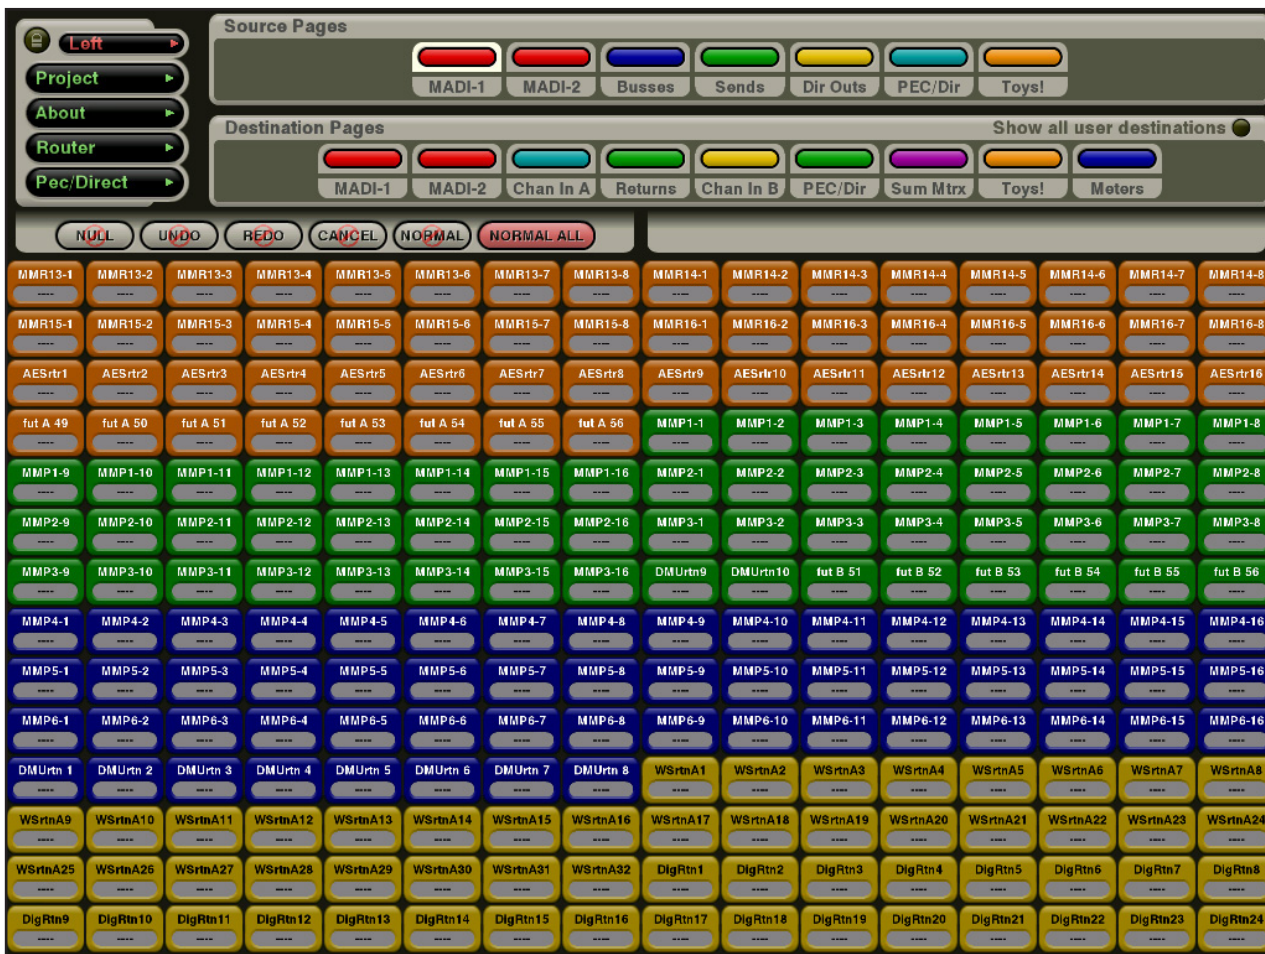 Source Pages
Left
Project
About
Router
Pec/Direct
MADI-1 MADI-2 Busses Sends Dir Outs PEC/Dir Toys!
Destination Pages Show all user destinations
MADI-1 MADI-2 Chan In A Returns Chan In B PEC/Dir Sum Mtrx Toys! Meters
NULL UNDO REDO CANCEL NORMAL NORMAL ALL
MMR13-1 MMR13-2 MMR13-3 MMR13-4 MMR13-5 MMR13-6 MMR13-7 MMR13-8 MMR14-1 MMR14-2 MMR14-3 MMR14-4 MMR14-5 MMR14-6 MMR14-7 MMR14-8
---- ---- ---- ---- ---- ---- ---- ---- ---- ---- ---- ---- ---- ---- ---- ----
MMR15-1 MMR15-2 MMR15-3 MMR15-4 MMR15-5 MMR15-6 MMR15-7 MMR15-8 MMR16-1 MMR16-2 MMR16-3 MMR16-4 MMR16-5 MMR16-6 MMR16-7 MMR16-8
---- ---- ---- ---- ---- ---- ---- ---- ---- ---- ---- ---- ---- ---- ---- ----
AESrtr1 AESrtr2 AESrtr3 AESrtr4 AESrtr5 AESrtr6 AESrtr7 AESrtr8 AESrtr9 AESrtr10 AESrtr11 AESrtr12 AESrtr13 AESrtr14 AESrtr15 AESrtr16
---- ---- ---- ---- ---- ---- ---- ---- ---- ---- ---- ---- ---- ---- ---- ----
fut A 49 fut A 50 fut A 51 fut A 52 fut A 53 fut A 54 fut A 55 fut A 56 MMP1-1 MMP1-2 MMP1-3 MMP1-4 MMP1-5 MMP1-6 MMP1-7 MMP1-8
---- ---- ---- ---- ---- ---- ---- ---- ---- ---- ---- ---- ---- ---- ---- ----
MMP1-9 MMP1-10 MMP1-11 MMP1-12 MMP1-13 MMP1-14 MMP1-15 MMP1-16 MMP2-1 MMP2-2 MMP2-3 MMP2-4 MMP2-5 MMP2-6 MMP2-7 MMP2-8
---- ---- ---- ---- ---- ---- ---- ---- ---- ---- ---- ---- ---- ---- ---- ----
MMP2-9 MMP2-10 MMP2-11 MMP2-12 MMP2-13 MMP2-14 MMP2-15 MMP2-16 MMP3-1 MMP3-2 MMP3-3 MMP3-4 MMP3-5 MMP3-6 MMP3-7 MMP3-8
---- ---- ---- ---- ---- ---- ---- ---- ---- ---- ---- ---- ---- ---- ---- ----
MMP3-9 MMP3-10 MMP3-11 MMP3-12 MMP3-13 MMP3-14 MMP3-15 MMP3-16 DMUrtn9 DMUrtn10 fut B 51 fut B 52 fut B 53 fut B 54 fut B 55 fut B 56
---- ---- ---- ---- ---- ---- ---- ---- ---- ---- ---- ---- ---- ---- ---- ----
MMP4-1 MMP4-2 MMP4-3 MMP4-4 MMP4-5 MMP4-6 MMP4-7 MMP4-8 MMP4-9 MMP4-10 MMP4-11 MMP4-12 MMP4-13 MMP4-14 MMP4-15 MMP4-16
---- ---- ---- ---- ---- ---- ---- ---- ---- ---- ---- ---- ---- ---- ---- ----
MMP5-1 MMP5-2 MMP5-3 MMP5-4 MMP5-5 MMP5-6 MMP5-7 MMP5-8 MMP5-9 MMP5-10 MMP5-11 MMP5-12 MMP5-13 MMP5-14 MMP5-15 MMP5-16
---- ---- ---- ---- ---- ---- ---- ---- ---- ---- ---- ---- ---- ---- ---- ----
MMP6-1 MMP6-2 MMP6-3 MMP6-4 MMP6-5 MMP6-6 MMP6-7 MMP6-8 MMP6-9 MMP6-10 MMP6-11 MMP6-12 MMP6-13 MMP6-14 MMP6-15 MMP6-16
---- ---- ---- ---- ---- ---- ---- ---- ---- ---- ---- ---- ---- ---- ---- ----
DMUrtn 1 DMUrtn 2 DMUrtn 3 DMUrtn 4 DMUrtn 5 DMUrtn 6 DMUrtn 7 DMUrtn 8 WSrtnA1 WSrtnA2 WSrtnA3 WSrtnA4 WSrtnA5 WSrtnA6 WSrtnA7 WSrtnA8
---- ---- ---- ---- ---- ---- ---- ---- ---- ---- ---- ---- ---- ---- ---- ----
WSrtnA9 WSrtnA10 WSrtnA11 WSrtnA12 WSrtnA13 WSrtnA14 WSrtnA15 WSrtnA16 WSrtnA17 WSrtnA18 WSrtnA19 WSrtnA20 WSrtnA21 WSrtnA22 WSrtnA23 WSrtnA24
---- ---- ---- ---- ---- ---- ---- ---- ---- ---- ---- ---- ---- ---- ---- ----
WSrtnA25 WSrtnA26 WSrtnA27 WSrtnA28 WSrtnA29 WSrtnA30 WSrtnA31 WSrtnA32 DigRtn1 DigRtn2 DigRtn3 DigRtn4 DigRtn5 DigRtn6 DigRtn7 DigRtn8
---- ---- ---- ---- ---- ---- ---- ---- ---- ---- ---- ---- ---- ---- ---- ----
DigRtn9 DigRtn10 DigRtn11 DigRtn12 DigRtn13 DigRtn14 DigRtn15 DigRtn16 DigRtn17 DigRtn18 DigRtn19 DigRtn20 DigRtn21 DigRtn22 DigRtn23 DigRtn24
---- ---- ---- ---- ---- ---- ---- ---- ---- ---- ---- ---- ---- ---- ---- ----